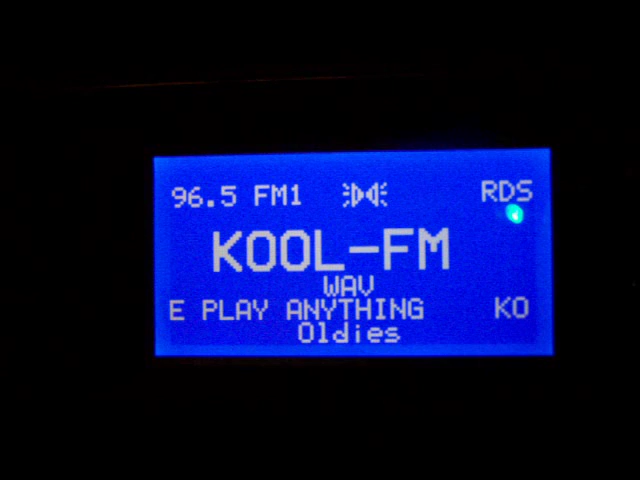 96.5 FM1 RDS
KOOL-FM
WAV
E PLAY ANYTHING KO
Oldies